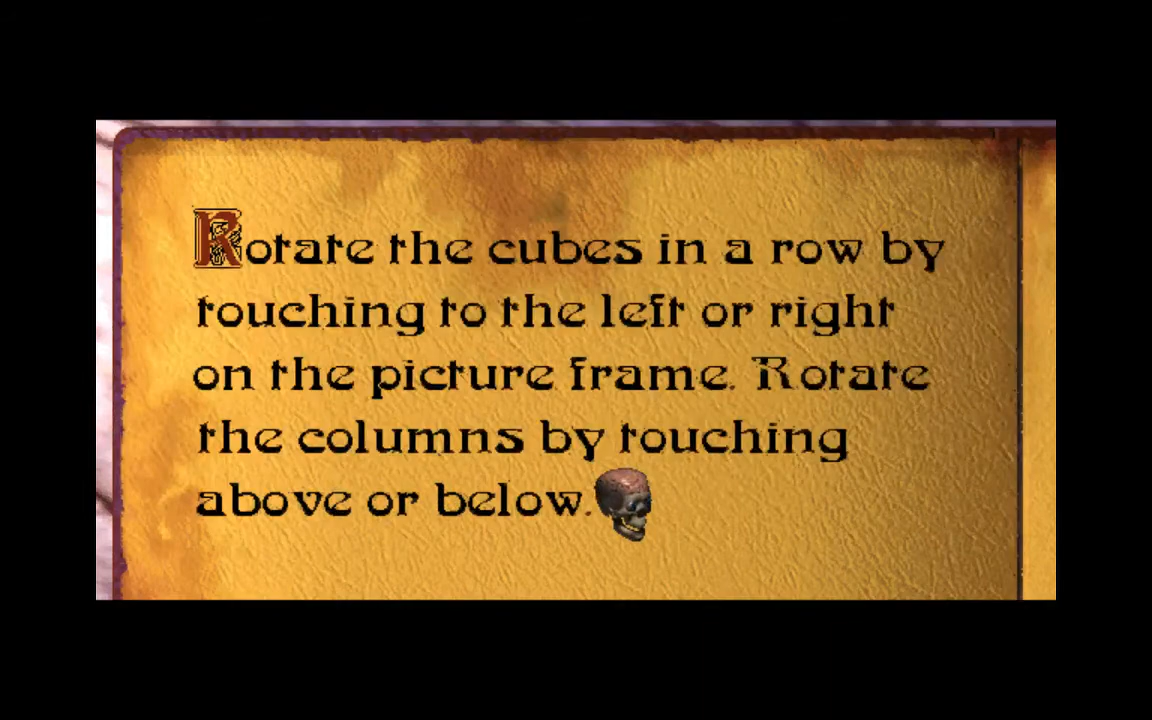 Rotate the cubes in a row by
touching to the left or right
on the picture frame. Rotate
the columns by touching
above or below.